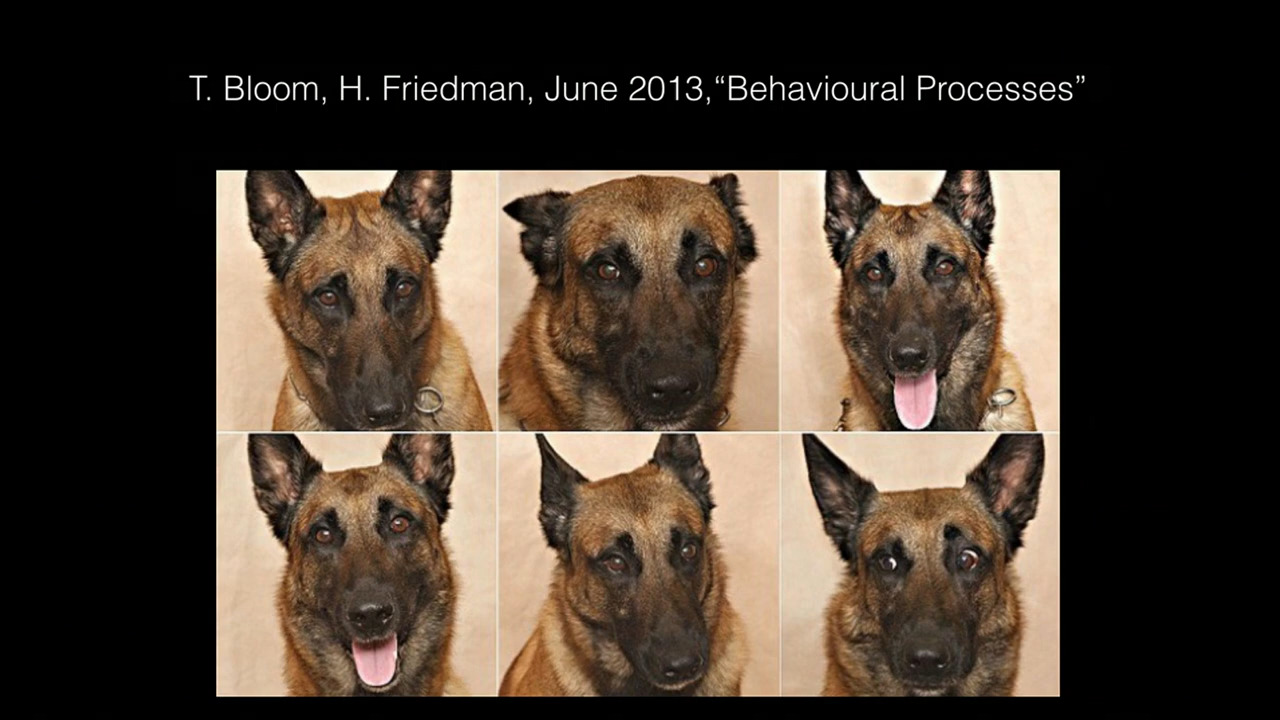 T. Bloom, H. Friedman, June 2013,“Behavioural Processes”